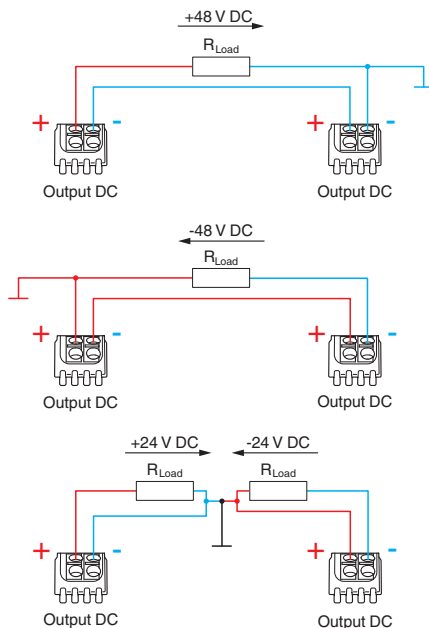 +48 V DC
RLoad
+ - + -
Output DC Output DC
-48 V DC
RLoad
+ - + -
Output DC Output DC
+24 V DC -24 V DC
RLoad RLoad
+ - + -
Output DC Output DC